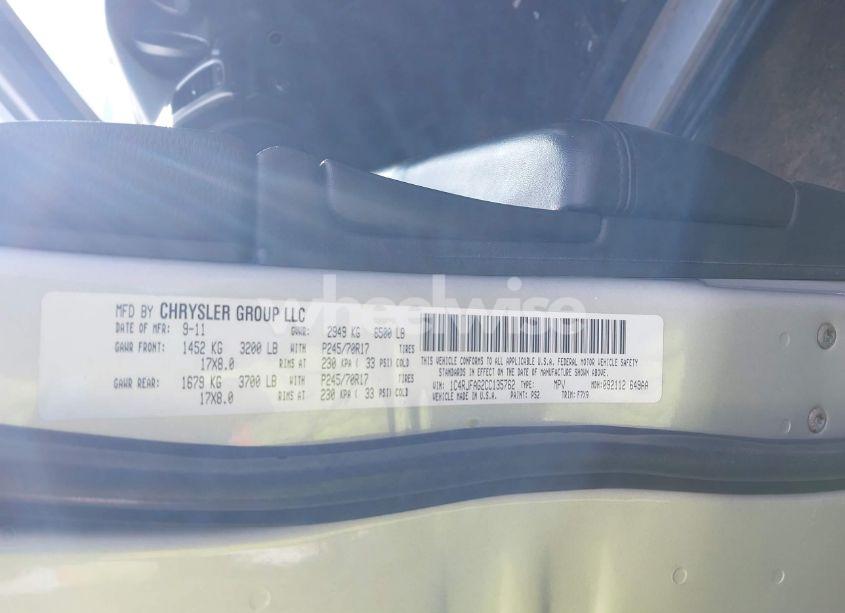 MFD BY CHRYSLER GROUP LLC
DATE OF MFR 9-11 GVWR: 2949 KG 6500 LB
GAWR FRONT: 1452 KG 3200 LB WITH P245/70R17 TIRES
17X8.0 RIMS AT 230 KPA ( 33 PSI) COLD
GAWR REAR: 1679 KG 3700 LB WITH P245/70R17 TIRES
17X8.0 RIMS AT 230 KPA ( 33 PSI) COLD
THIS VEHICLE CONFORMS TO ALL APPLICABLE U.S.A. FEDERAL MOTOR VEHICLE SAFETY
STANDARDS IN EFFECT ON THE DATE OF MANUFACTURE SHOWN ABOVE.
VIN: 1C4RJFAG2CC135762 TYPE: MPV MDH:092112 649AA
VEHICLE MADE IN U.S.A. PAINT: PS2 TRIM: F7X9
wheelwise